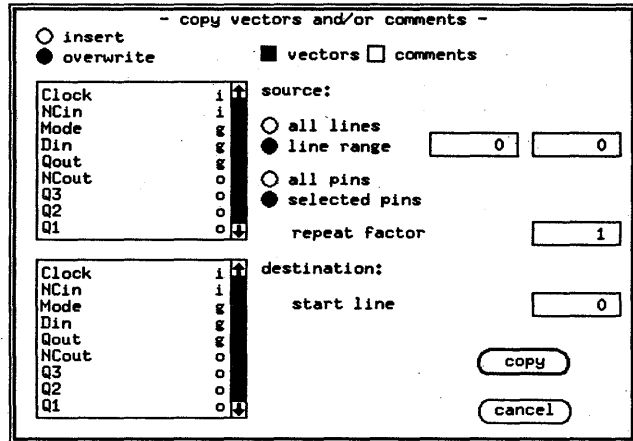 - copy vectors and/or comments -
insert
overwrite
vectors comments
Clock i
NCin i
Mode g
Din g
Qout g
NCout o
Q3 o
Q2 o
Q1 o
source:
all lines
line range 0 0
all pins
selected pins
repeat factor 1
Clock i
NCin i
Mode g
Din g
Qout g
NCout o
Q3 o
Q2 o
Q1 o
destination:
start line 0
copy
cancel